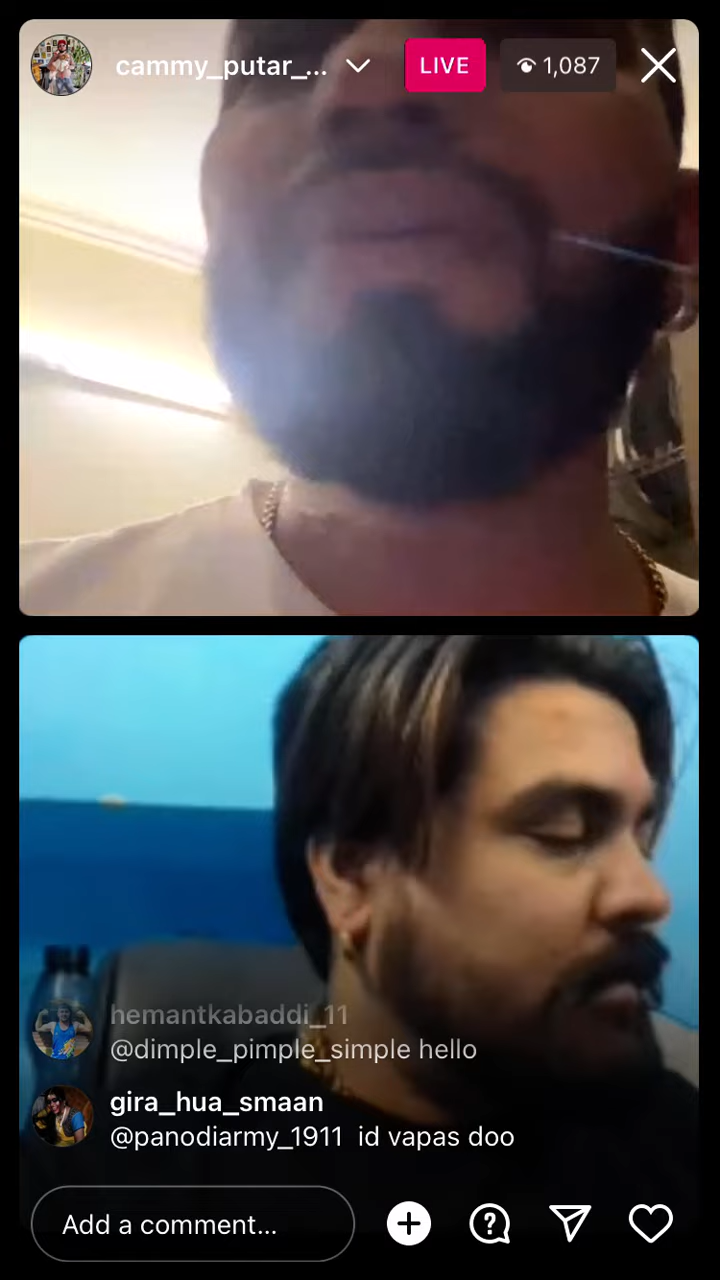 cammy_putar_...
LIVE
1,087
hemantkabaddi_11
@dimple_pimple_simple hello
gira_hua_smaan
@panodiarmy_1911 id vapas doo
Add a comment...